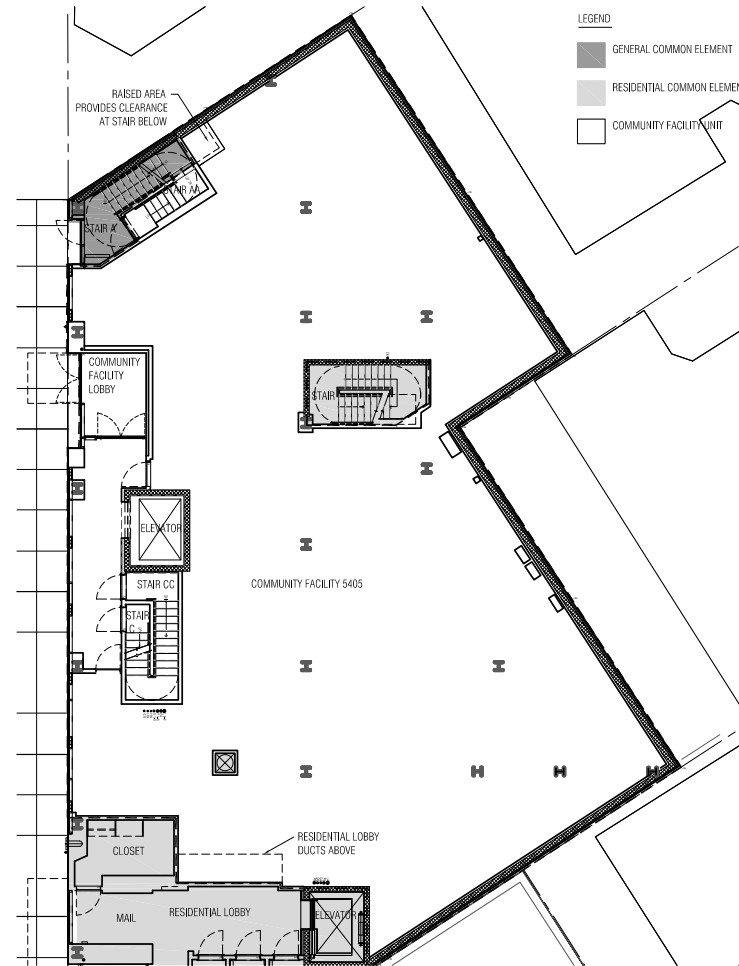 LEGEND
GENERAL COMMON ELEMENT
RESIDENTIAL COMMON ELEMEN
COMMUNITY FACILITY UNIT
RAISED AREA
PROVIDES CLEARANCE
AT STAIR BELOW
STAIR AA
STAIR A
COMMUNITY
FACILITY
LOBBY
STAIR
ELEVATOR
COMMUNITY FACILITY 5405
STAIR CC
STAIR
C
RESIDENTIAL LOBBY
DUCTS ABOVE
CLOSET
MAIL
RESIDENTIAL LOBBY
ELEVATOR